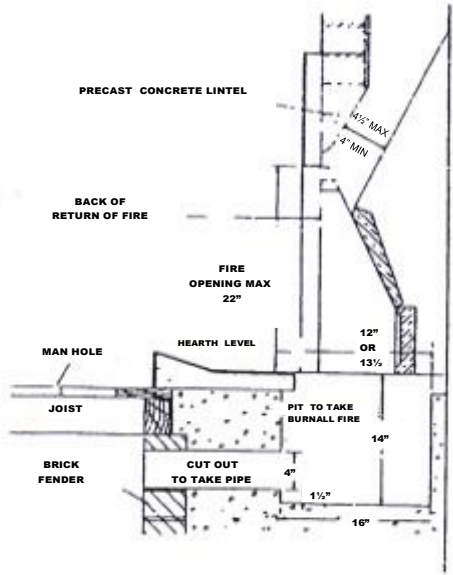 PRECAST CONCRETE LINTEL
4½" MAX
4" MIN
BACK OF
RETURN OF FIRE
FIRE
OPENING MAX
22"
HEARTH LEVEL
12"
OR
13½
MAN HOLE
JOIST
PIT TO TAKE
BURNALL FIRE
14"
BRICK
FENDER
CUT OUT
TO TAKE PIPE
4"
1½"
16"